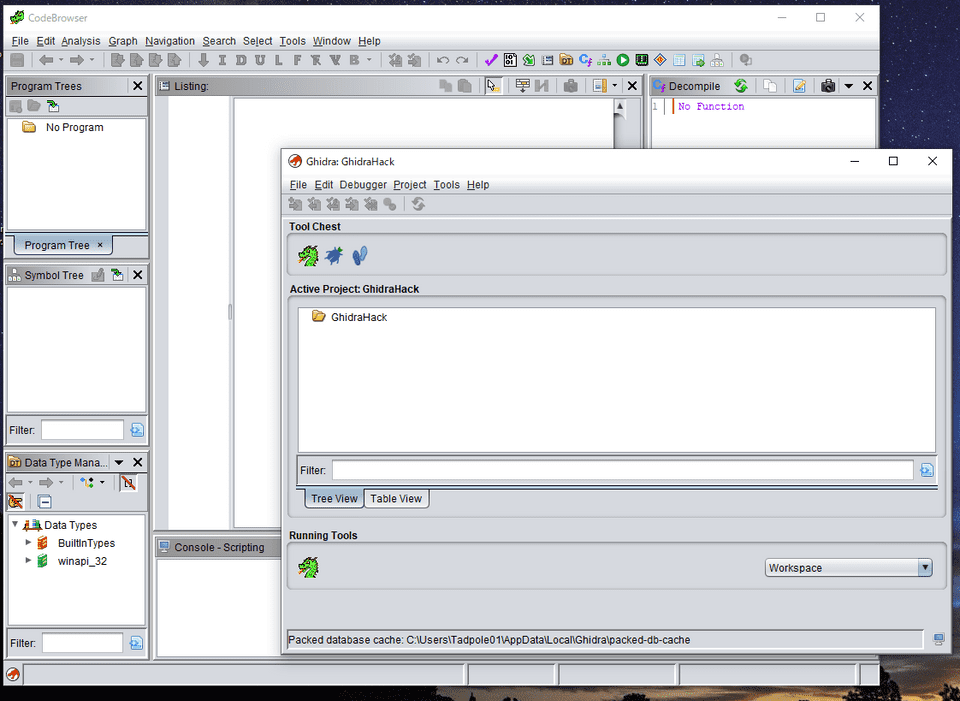 CodeBrowser
File Edit Analysis Graph Navigation Search Select Tools Window Help
I D U L F R V B
Program Trees
No Program
Program Tree ×
Symbol Tree
Filter:
Data Type Mana...
Data Types
BuiltInTypes
winapi_32
Filter:
Listing:
Console - Scripting
Decompile
1 No Function
Ghidra: GhidraHack
File Edit Debugger Project Tools Help
Tool Chest
Active Project: GhidraHack
GhidraHack
Filter:
Tree View Table View
Running Tools
Workspace
Packed database cache: C:\Users\Tadpole01\AppData\Local\Ghidra\packed-db-cache